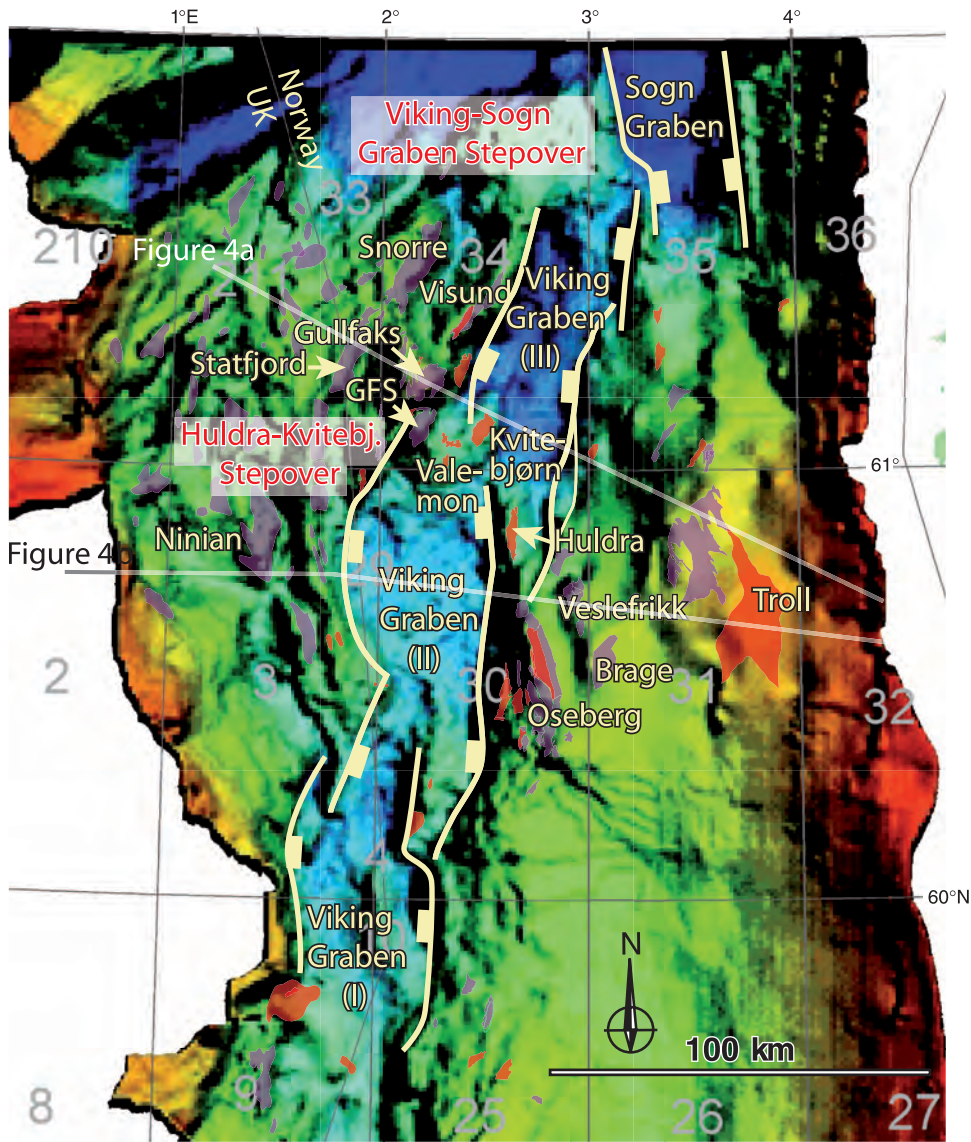 1°E
2°
3°
4°
Norway
UK
Sogn
Graben
Viking-Sogn
Graben Stepover
33
210
Figure 4a
36
Snorre
34
35
Visund
Viking
Graben
(III)
Gullfaks
Statfjord
GFS
Huldra-Kvitebj.
Stepover
Kvite-
bjørn
61°
Vale-
mon
Ninian
Huldra
Figure 4
Viking
Graben
(II)
Veslefrikk
Troll
2
3
30
Brage
31
32
Oseberg
4
60°N
Viking
Graben
(I)
10
N
100 km
8
9
25
26
27